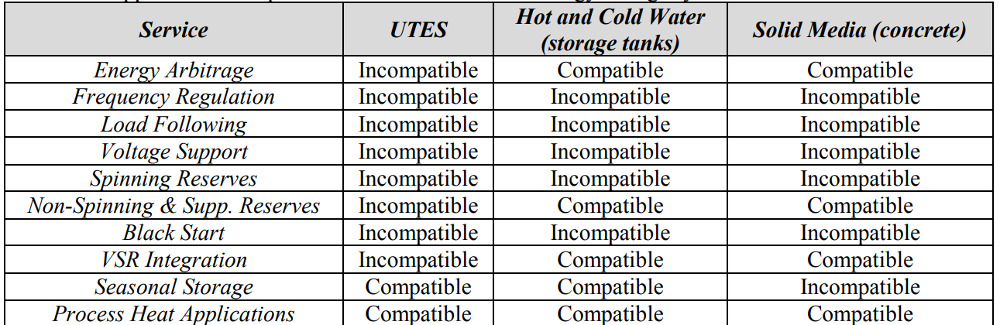 Service UTES Hot and Cold Water (storage tanks) Solid Media (concrete)
Energy Arbitrage Incompatible Compatible Compatible
Frequency Regulation Incompatible Incompatible Incompatible
Load Following Incompatible Incompatible Incompatible
Voltage Support Incompatible Incompatible Incompatible
Spinning Reserves Incompatible Incompatible Incompatible
Non-Spinning & Supp. Reserves Incompatible Compatible Compatible
Black Start Incompatible Incompatible Incompatible
VSR Integration Incompatible Compatible Compatible
Seasonal Storage Compatible Compatible Incompatible
Process Heat Applications Compatible Compatible Compatible